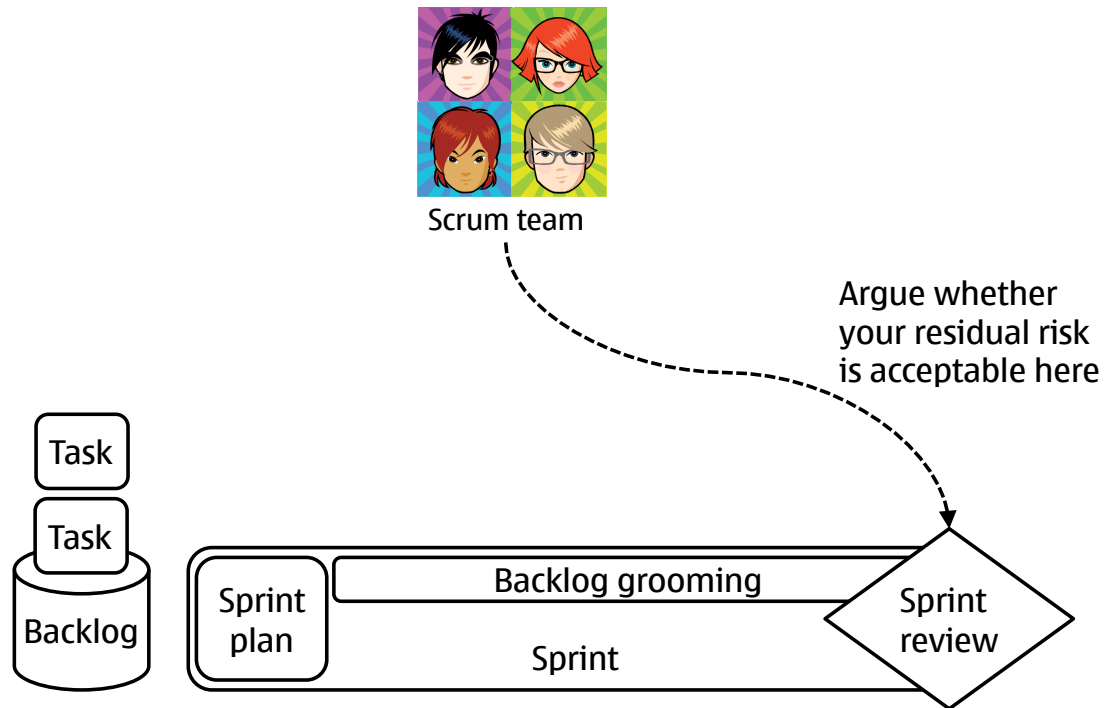 Scrum team
Argue whether
your residual risk
is acceptable here
Task
Task
Backlog
Sprint
plan
Backlog grooming
Sprint
Sprint
review